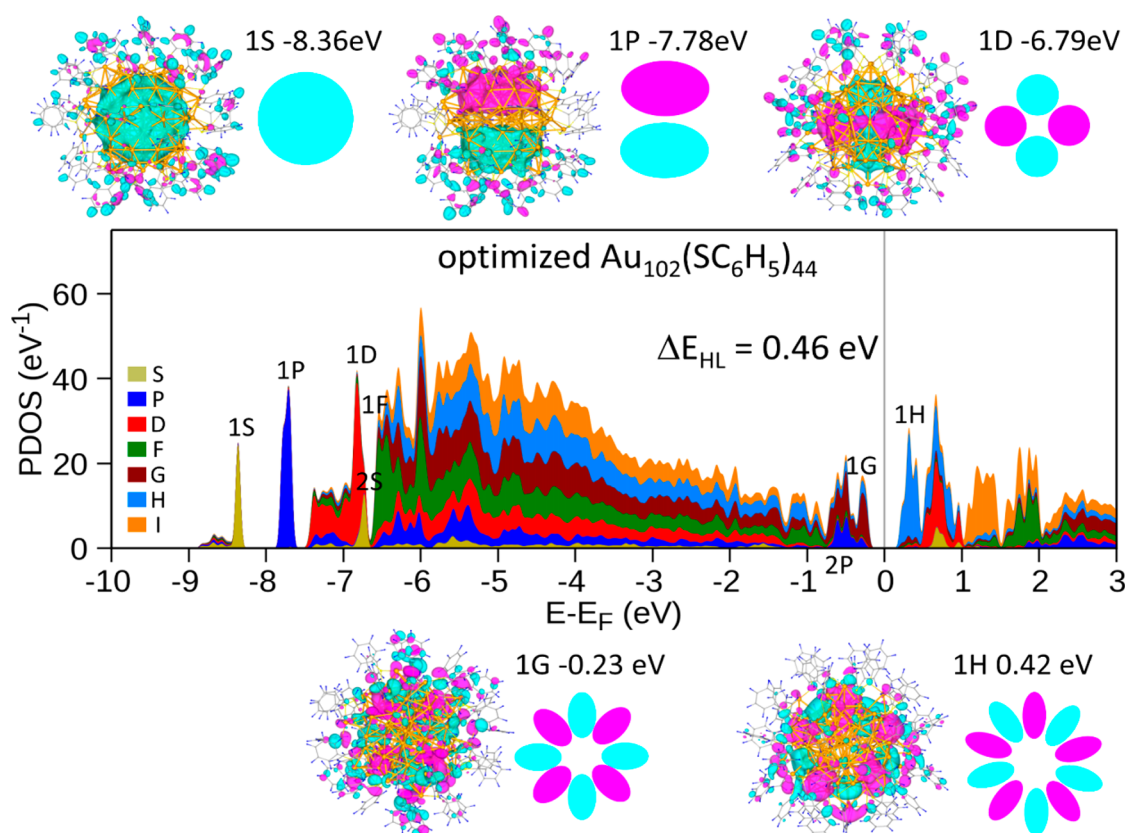 1S -8.36eV
1P -7.78eV
1D -6.79eV
optimized Au₁₀₂(SC₆H₅)₄₄
ΔE_HL = 0.46 eV
PDOS (eV⁻¹)
60
40
20
0
S
P
D
F
G
H
I
1S
1P
1D
1F
2S
1G
2P
1H
-10 -9 -8 -7 -6 -5 -4 -3 -2 -1 0 1 2 3
E-E_F (eV)
1G -0.23 eV
1H 0.42 eV